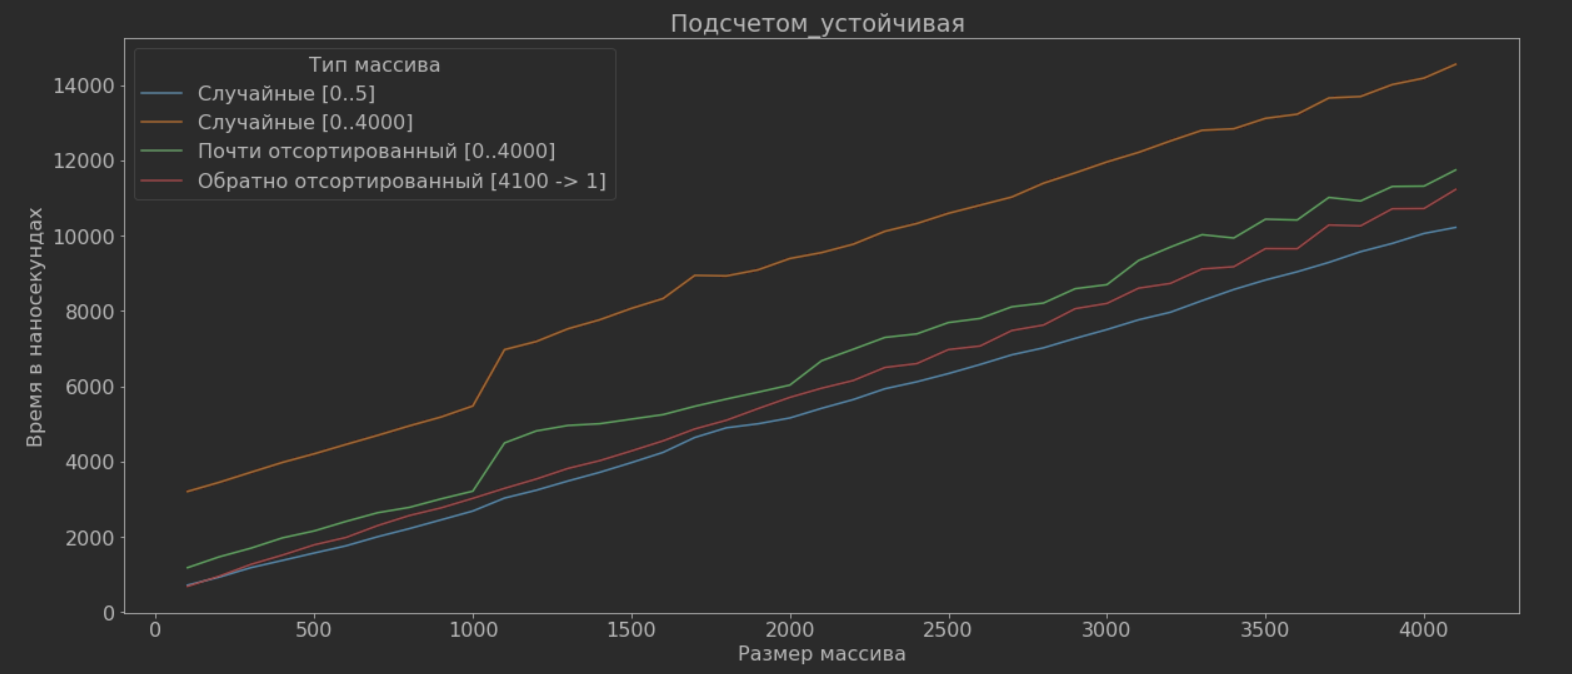 Подсчетом_устойчивая
Тип массива
Случайные [0..5]
Случайные [0..4000]
Почти отсортированный [0..4000]
Обратно отсортированный [4100 -> 1]
Время в наносекундах
14000
12000
10000
8000
6000
4000
2000
0
0 500 1000 1500 2000 2500 3000 3500 4000
Размер массива